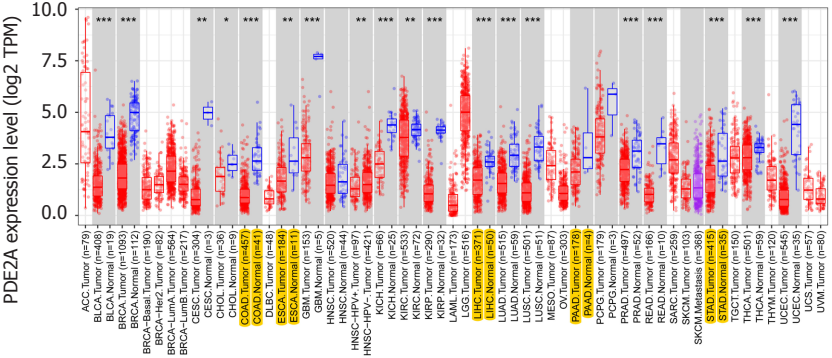 PDE2A expression level (log2 TPM)
10.0
7.5
5.0
2.5
0.0
*** *** ** * *** ** *** ** *** ** *** *** *** *** *** *** *** *** ***
ACC.Tumor (n=79)
BLCA.Tumor (n=408)
BLCA.Normal (n=19)
BRCA.Tumor (n=1093)
BRCA.Normal (n=112)
BRCA-Basal.Tumor (n=190)
BRCA-Her2.Tumor (n=82)
BRCA-LumA.Tumor (n=564)
BRCA-LumB.Tumor (n=217)
CESC.Tumor (n=304)
CESC.Normal (n=3)
CHOL.Tumor (n=36)
CHOL.Normal (n=9)
COAD.Tumor (n=457)
COAD.Normal (n=41)
DLBC.Tumor (n=48)
ESCA.Tumor (n=184)
ESCA.Normal (n=11)
GBM.Tumor (n=153)
GBM.Normal (n=5)
HNSC.Tumor (n=520)
HNSC.Normal (n=44)
HNSC-HPV+.Tumor (n=97)
HNSC-HPV-.Tumor (n=421)
KICH.Tumor (n=66)
KICH.Normal (n=25)
KIRC.Tumor (n=533)
KIRC.Normal (n=72)
KIRP.Tumor (n=290)
KIRP.Normal (n=32)
LAML.Tumor (n=173)
LGG.Tumor (n=516)
LIHC.Tumor (n=371)
LIHC.Normal (n=50)
LUAD.Tumor (n=515)
LUAD.Normal (n=59)
LUSC.Tumor (n=501)
LUSC.Normal (n=51)
MESO.Tumor (n=87)
OV.Tumor (n=303)
PAAD.Tumor (n=178)
PAAD.Normal (n=4)
PCPG.Tumor (n=179)
PCPG.Normal (n=3)
PRAD.Tumor (n=497)
PRAD.Normal (n=52)
READ.Tumor (n=166)
READ.Normal (n=10)
SARC.Tumor (n=259)
SKCM.Tumor (n=103)
SKCM.Metastasis (n=368)
STAD.Tumor (n=415)
STAD.Normal (n=35)
TGCT.Tumor (n=150)
THCA.Tumor (n=501)
THCA.Normal (n=59)
THYM.Tumor (n=120)
UCEC.Tumor (n=545)
UCEC.Normal (n=35)
UCS.Tumor (n=57)
UVM.Tumor (n=80)